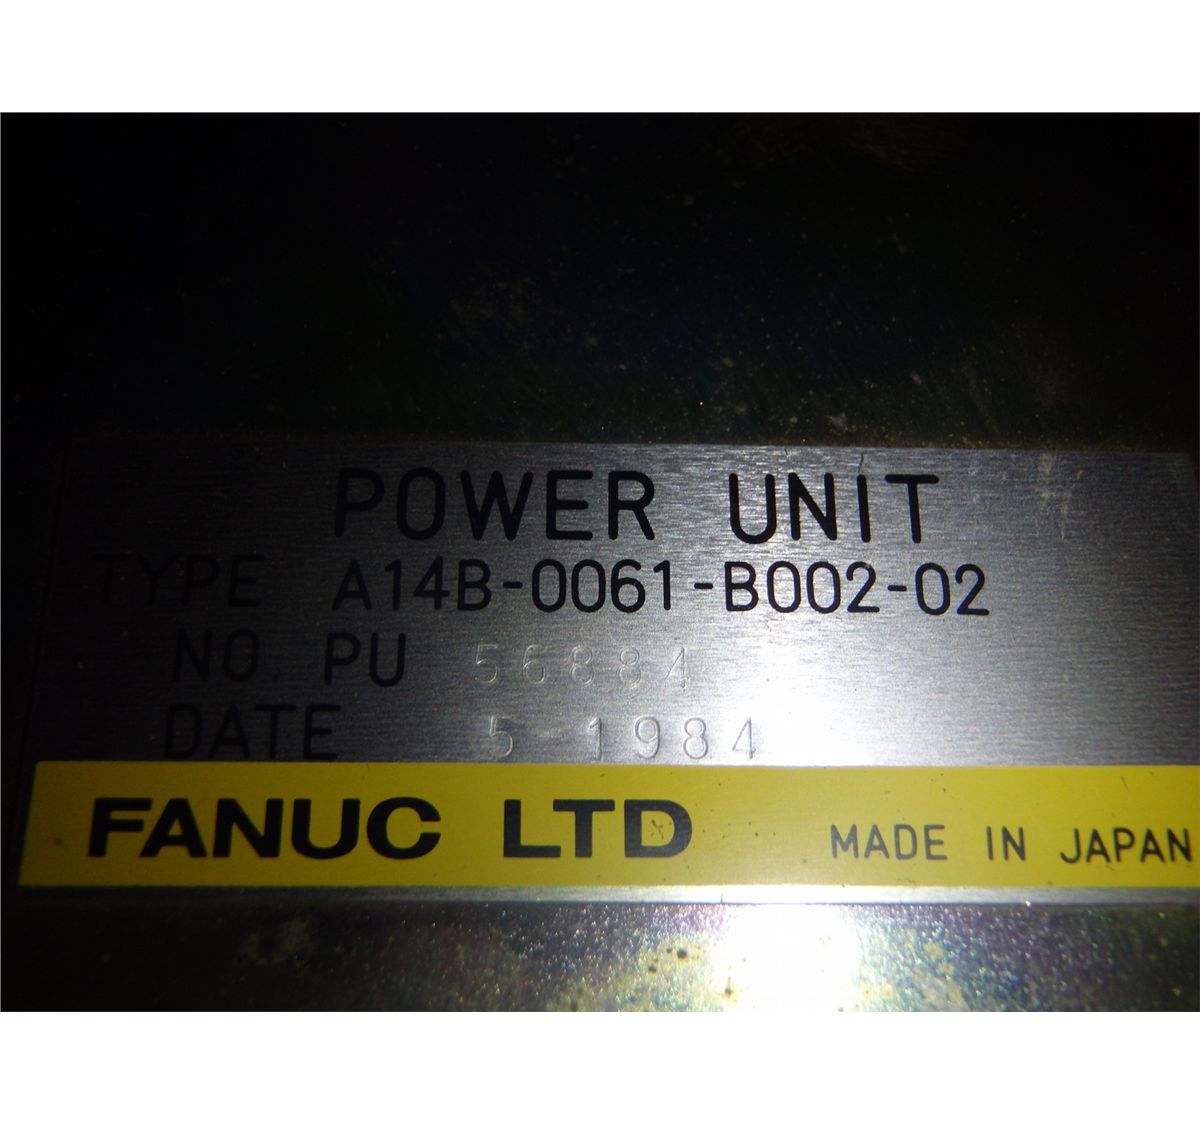 POWER UNIT
TYPE A14B-0061-B002-02
NO. PU 56884
DATE 5-1984
FANUC LTD MADE IN JAPAN